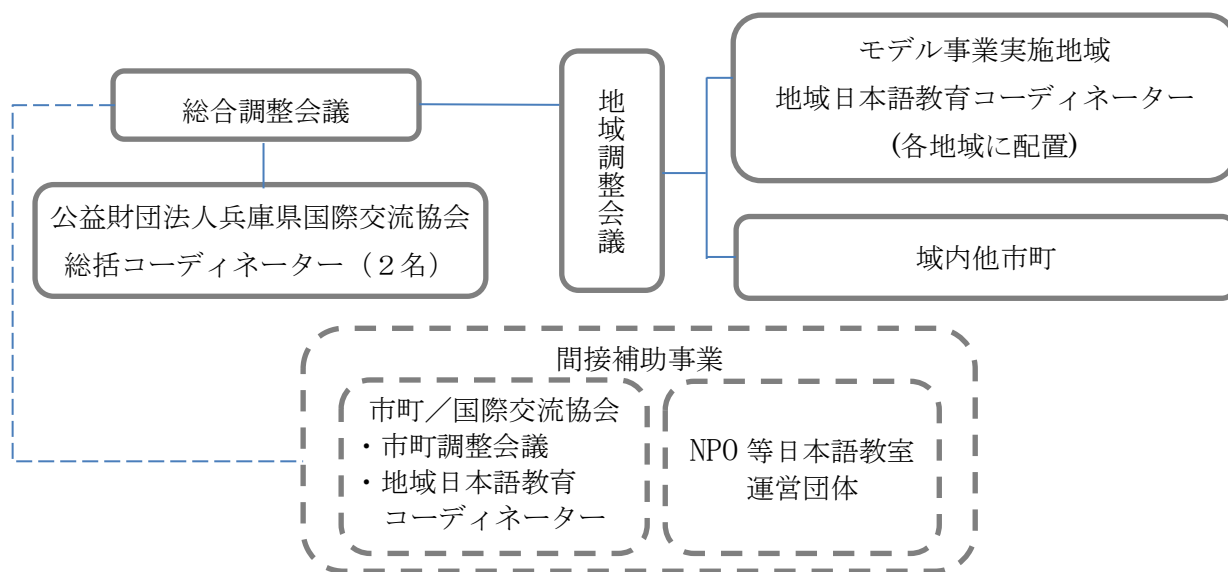 総合調整会議
公益財団法人兵庫県国際交流協会
総括コーディネーター（２名）
地域調整会議
モデル事業実施地域
地域日本語教育コーディネーター
(各地域に配置)
域内他市町
間接補助事業
市町／国際交流協会
・市町調整会議
・地域日本語教育
コーディネーター
NPO 等日本語教室
運営団体